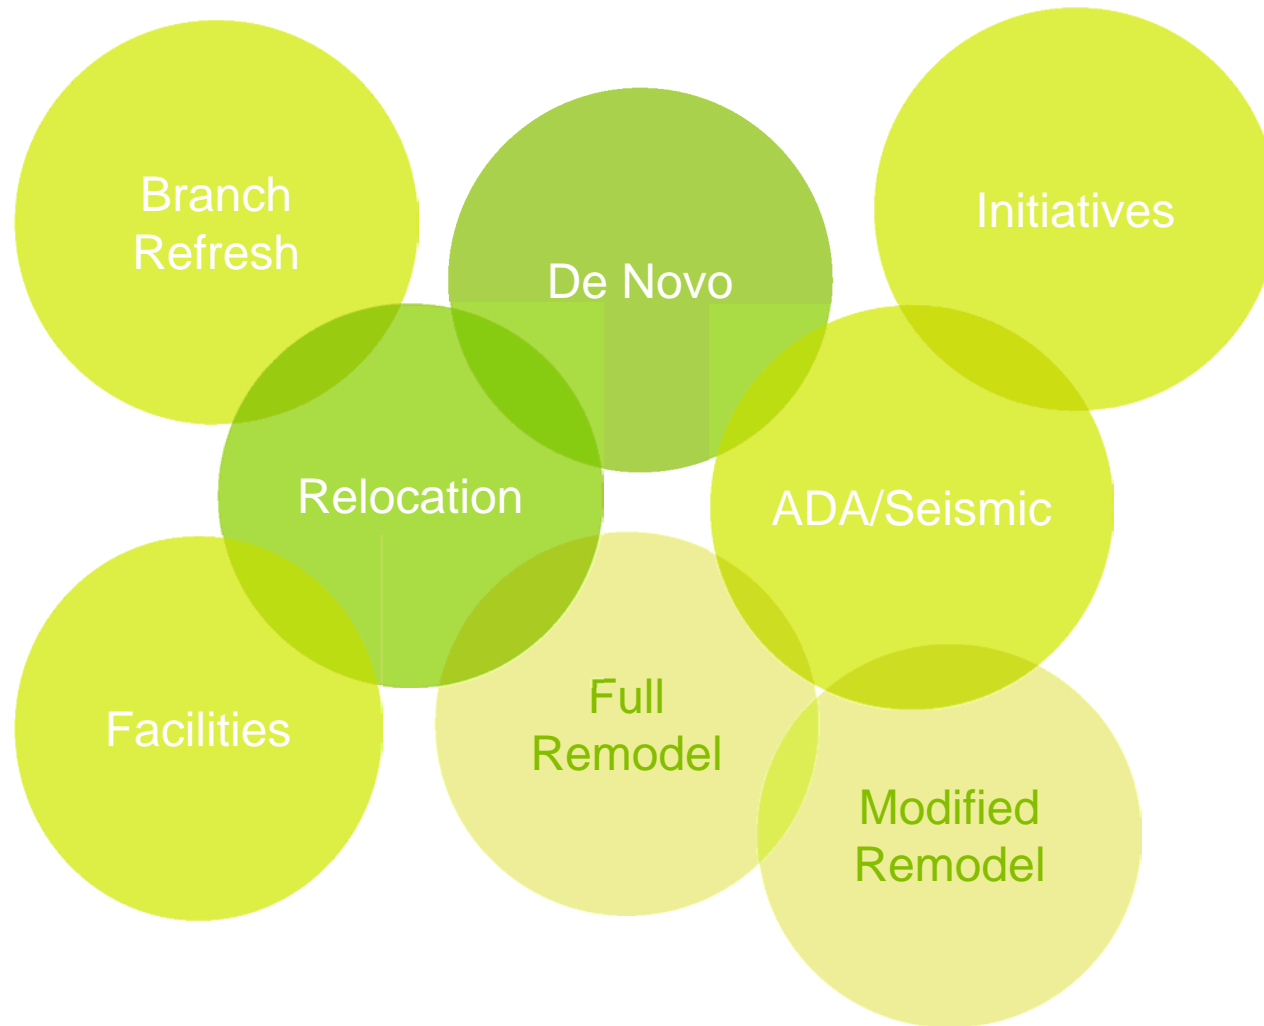 Branch
Refresh
De Novo
Initiatives
Relocation
ADA/Seismic
Facilities
Full
Remodel
Modified
Remodel